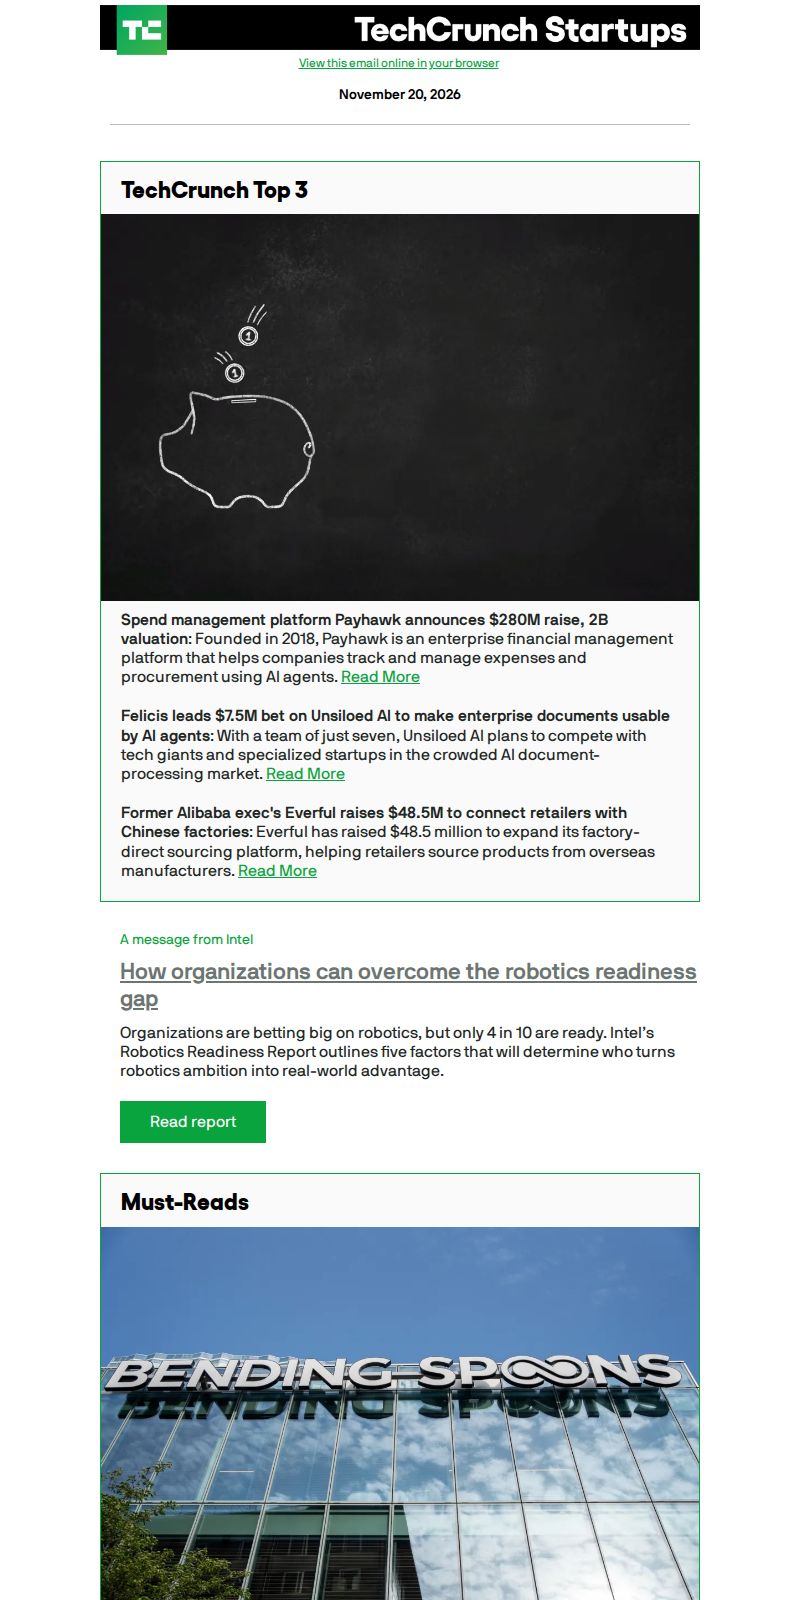 TC
TechCrunch Startups
View this email online in your browser
November 20, 2026
TechCrunch Top 3
1
1
Spend management platform Payhawk announces $280M raise, 2B
valuation: Founded in 2018, Payhawk is an enterprise financial management
platform that helps companies track and manage expenses and
procurement using AI agents. Read More
Felicis leads $7.5M bet on Unsiloed AI to make enterprise documents usable
by AI agents: With a team of just seven, Unsiloed AI plans to compete with
tech giants and specialized startups in the crowded AI document-
processing market. Read More
Former Alibaba exec's Everful raises $48.5M to connect retailers with
Chinese factories: Everful has raised $48.5 million to expand its factory-
direct sourcing platform, helping retailers source products from overseas
manufacturers. Read More
A message from Intel
How organizations can overcome the robotics readiness
gap
Organizations are betting big on robotics, but only 4 in 10 are ready. Intel’s
Robotics Readiness Report outlines five factors that will determine who turns
robotics ambition into real-world advantage.
Read report
Must-Reads
BENDING SPOONS